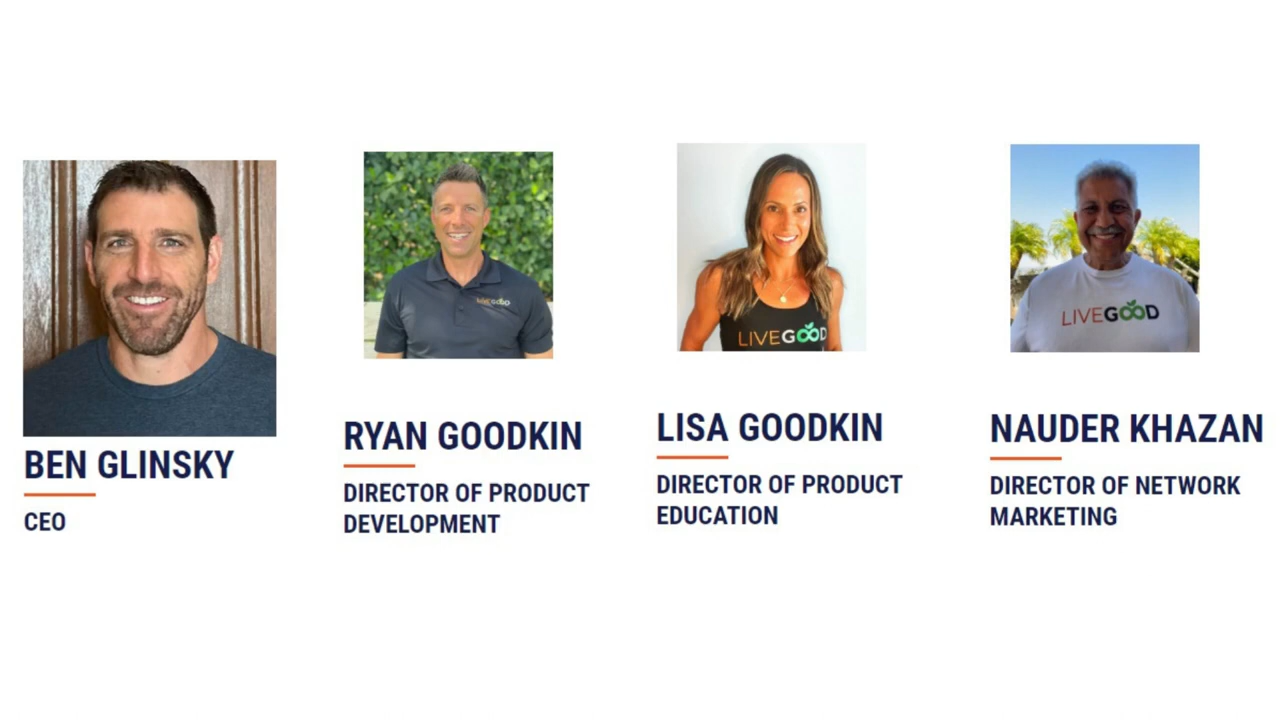 LIVEGOOD
LIVEGOOD
LIVEGOOD
BEN GLINSKY
CEO
RYAN GOODKIN
DIRECTOR OF PRODUCT
DEVELOPMENT
LISA GOODKIN
DIRECTOR OF PRODUCT
EDUCATION
NAUDER KHAZAN
DIRECTOR OF NETWORK
MARKETING